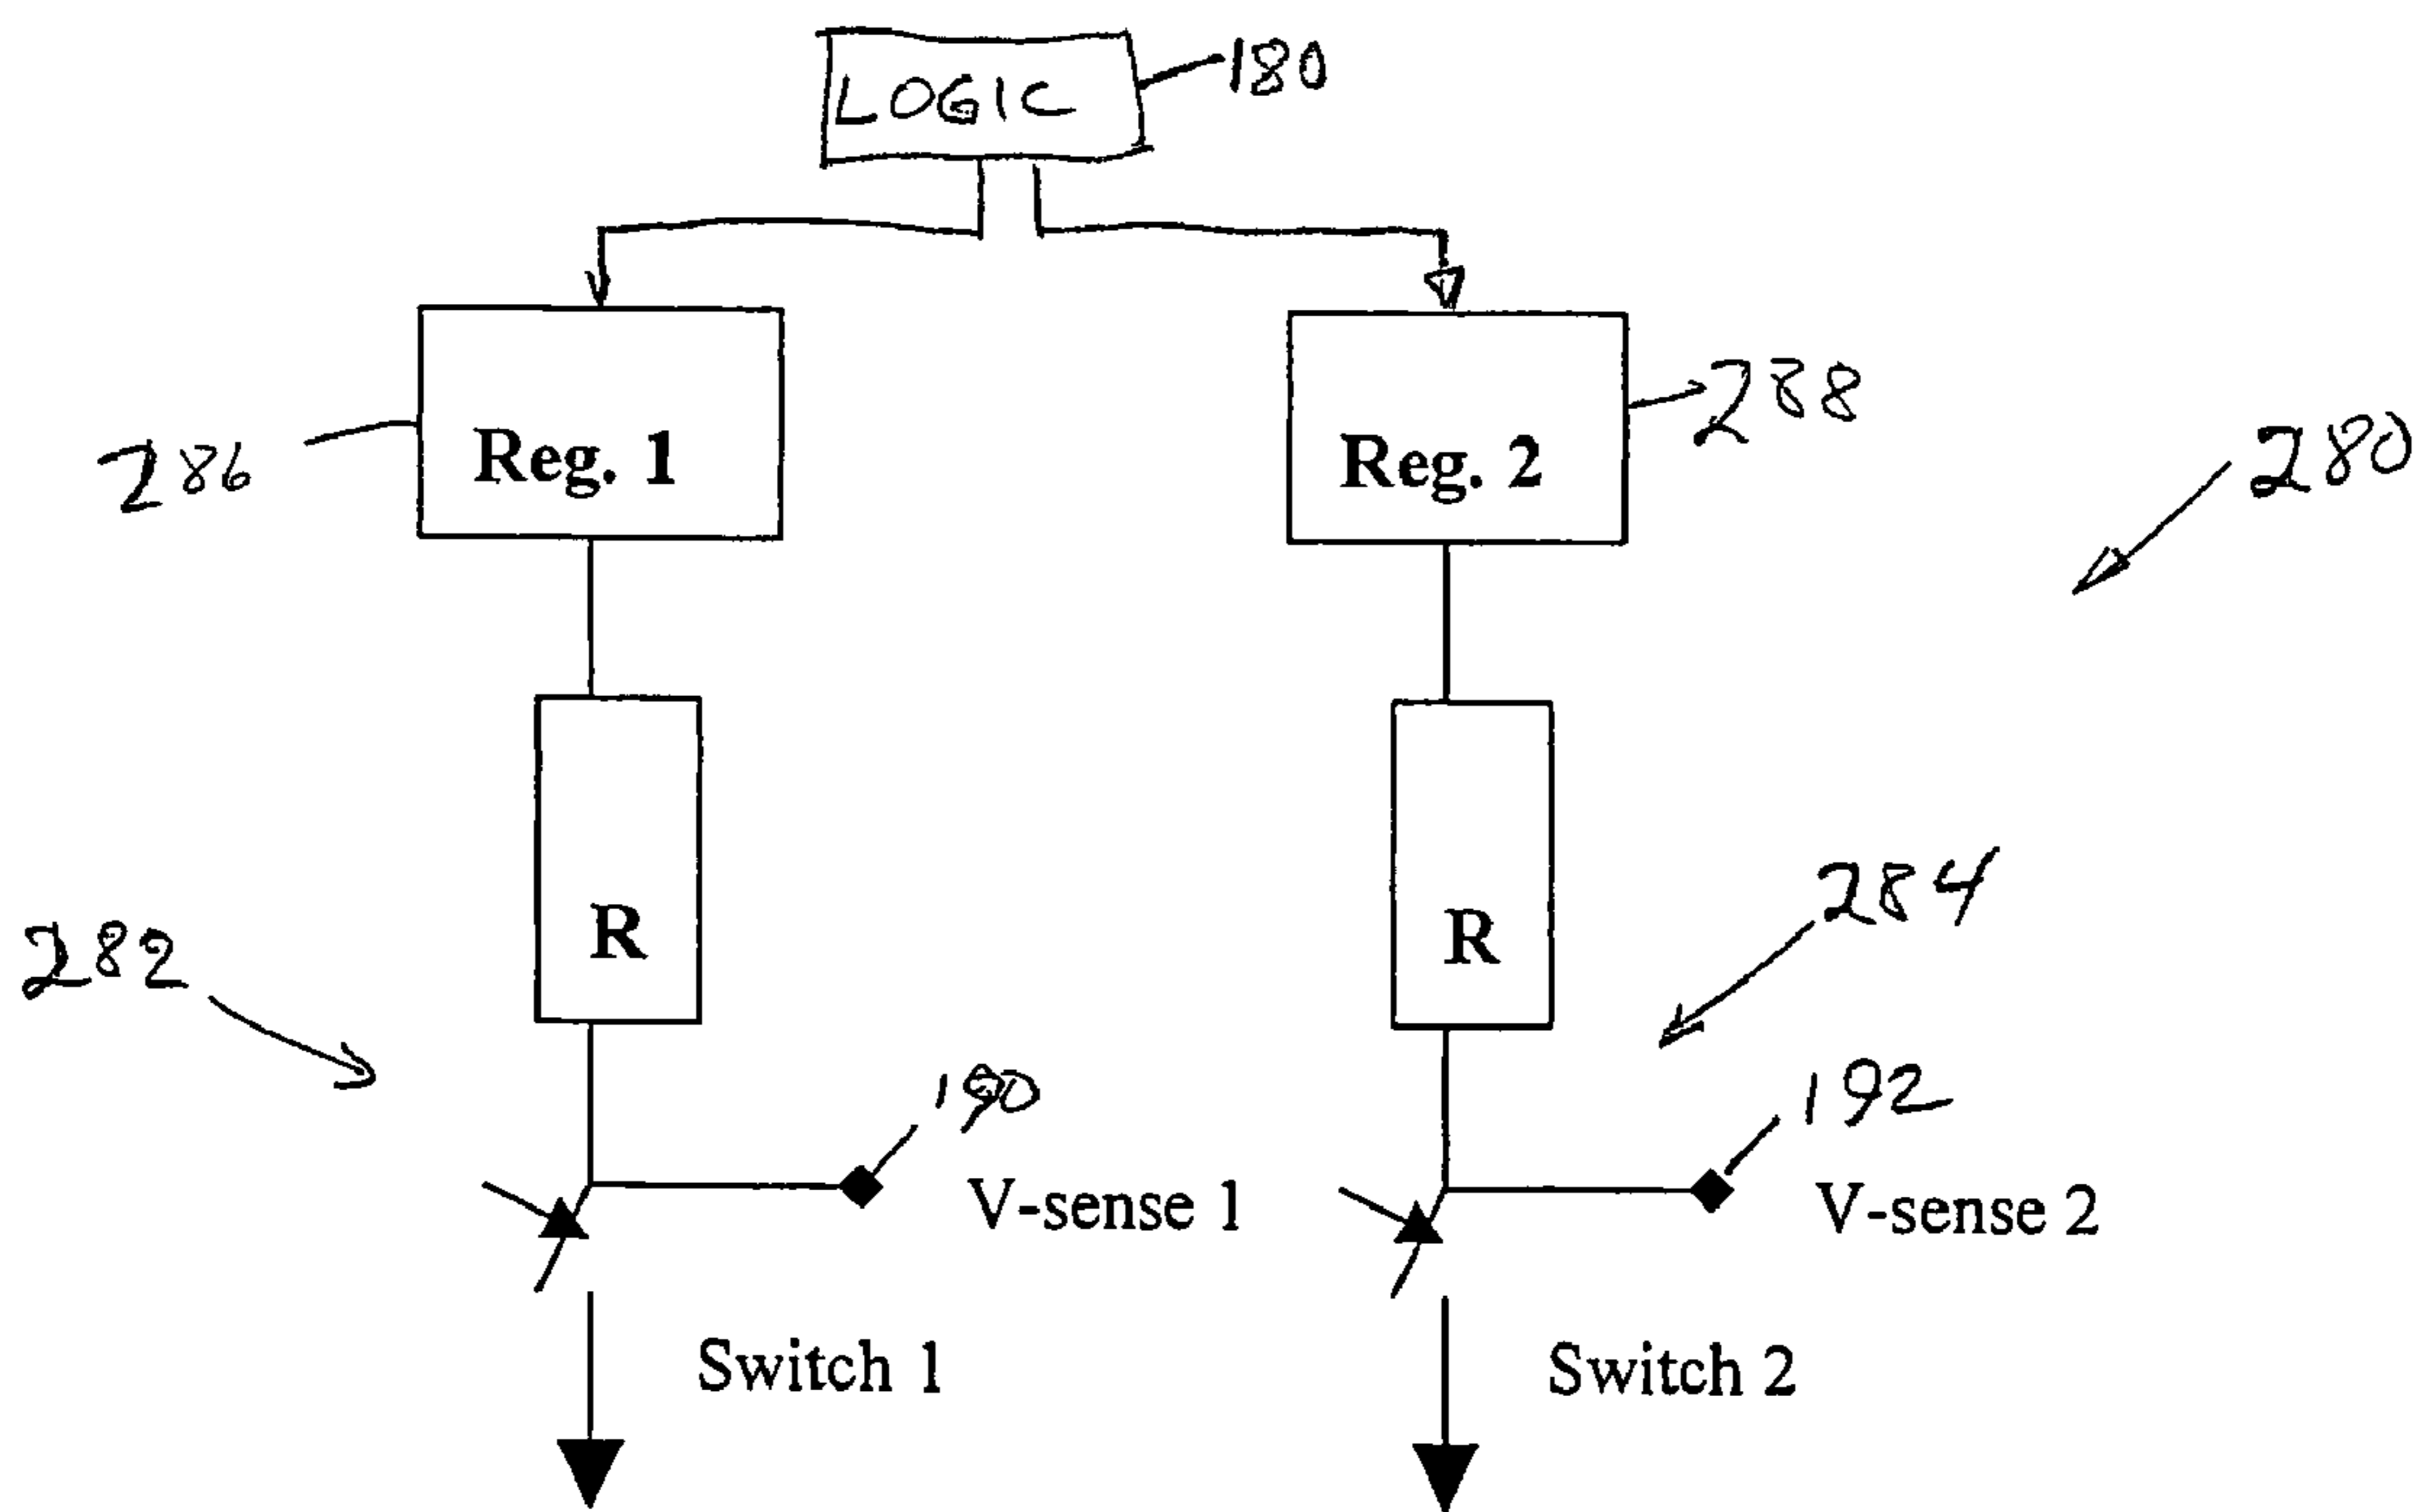 LOGIC
180
Reg. 1
Reg. 2
286
288
280
R
R
282
284
190
192
V-sense 1
V-sense 2
Switch 1
Switch 2